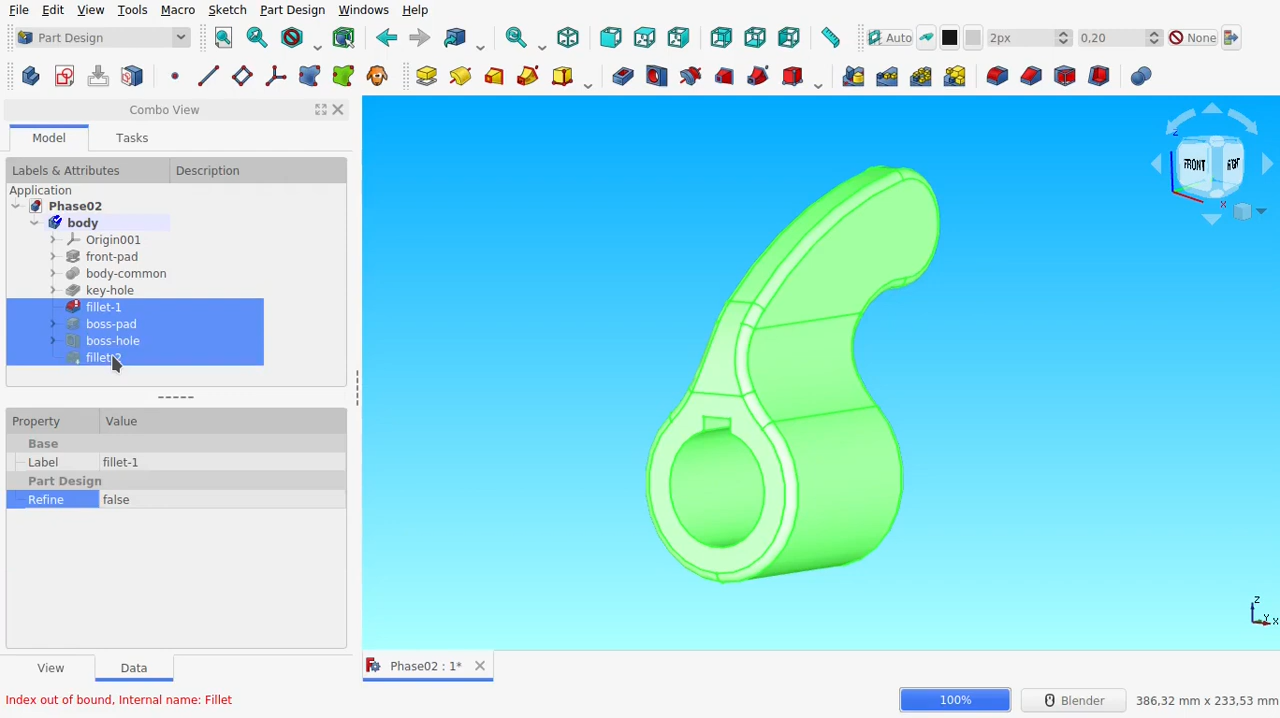 File Edit View Tools Macro Sketch Part Design Windows Help
Part Design
Auto
2px
0,20
None
Combo View
Model
Tasks
Labels & Attributes
Description
Application
Phase02
body
Origin001
front-pad
body-common
key-hole
fillet-1
boss-pad
boss-hole
Property
Value
Base
Label
fillet-1
Part Design
Refine
false
View
Data
FRONT
Z
X
Z
Y
X
Phase02 : 1*
Index out of bound, Internal name: Fillet
100%
Blender
386,32 mm x 233,53 mm